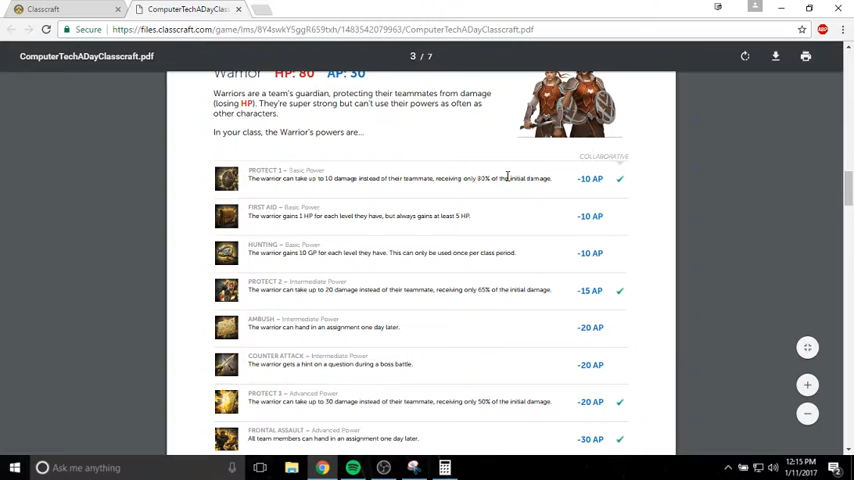 Classcraft
ComputerTechADayClassc
Secure
https://files.classcraft.com/game/lms/8Y4swkY5ggR659txh/1483542079963/ComputerTechADayClasscraft.pdf
ComputerTechADayClasscraft.pdf
3 / 7
Warrior HP: 80 AP: 30
Warriors are a team's guardian, protecting their teammates from damage
(losing HP). They're super strong but can't use their powers as often as
other characters.
In your class, the Warrior's powers are...
COLLABORATIVE
PROTECT 1 – Basic Power
The warrior can take up to 10 damage instead of their teammate, receiving only 80% of the initial damage.
-10 AP ✓
FIRST AID – Basic Power
The warrior gains 1 HP for each level they have, but always gains at least 5 HP.
-10 AP
HUNTING – Basic Power
The warrior gains 10 GP for each level they have. This can only be used once per class period.
-10 AP
PROTECT 2 – Intermediate Power
The warrior can take up to 20 damage instead of their teammate, receiving only 65% of the initial damage.
-15 AP ✓
AMBUSH – Intermediate Power
The warrior can hand in an assignment one day later.
-20 AP
COUNTER ATTACK – Intermediate Power
The warrior gets a hint on a question during a boss battle.
-20 AP
PROTECT 3 – Advanced Power
The warrior can take up to 30 damage instead of their teammate, receiving only 50% of the initial damage.
-20 AP ✓
FRONTAL ASSAULT – Advanced Power
All team members can hand in an assignment one day later.
-30 AP ✓
Ask me anything
12:15 PM
1/11/2017